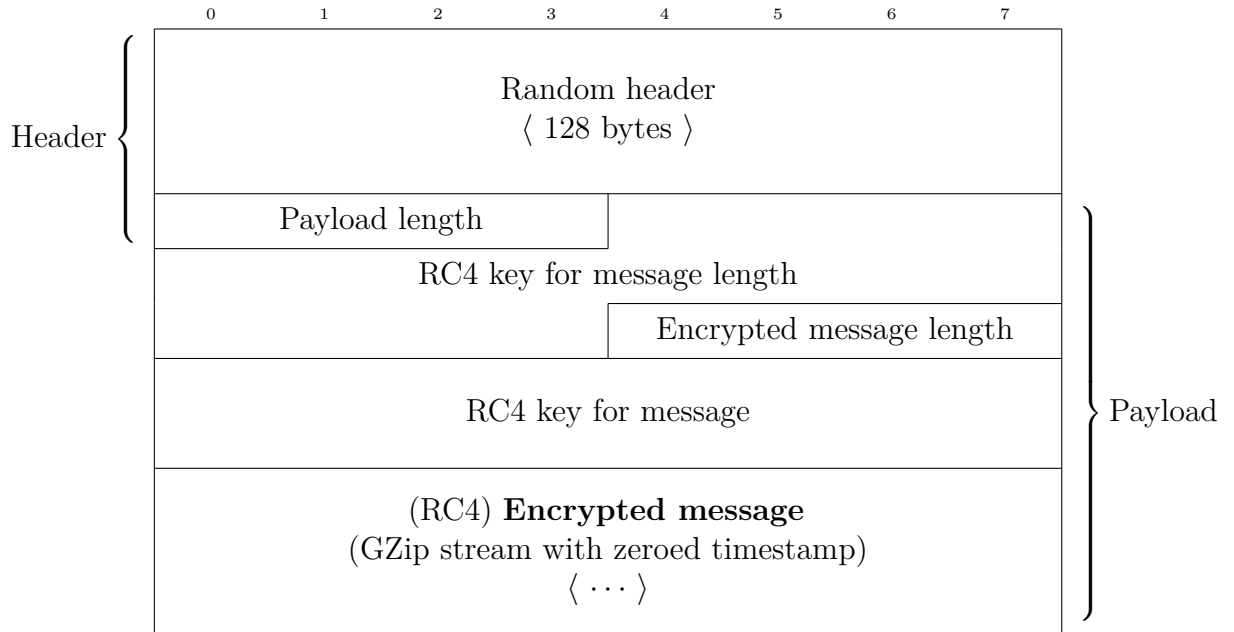 0 1 2 3 4 5 6 7
Random header
⟨ 128 bytes ⟩
Header
Payload length
RC4 key for message length
Encrypted message length
RC4 key for message
Payload
(RC4) Encrypted message
(GZip stream with zeroed timestamp)
⟨ ··· ⟩